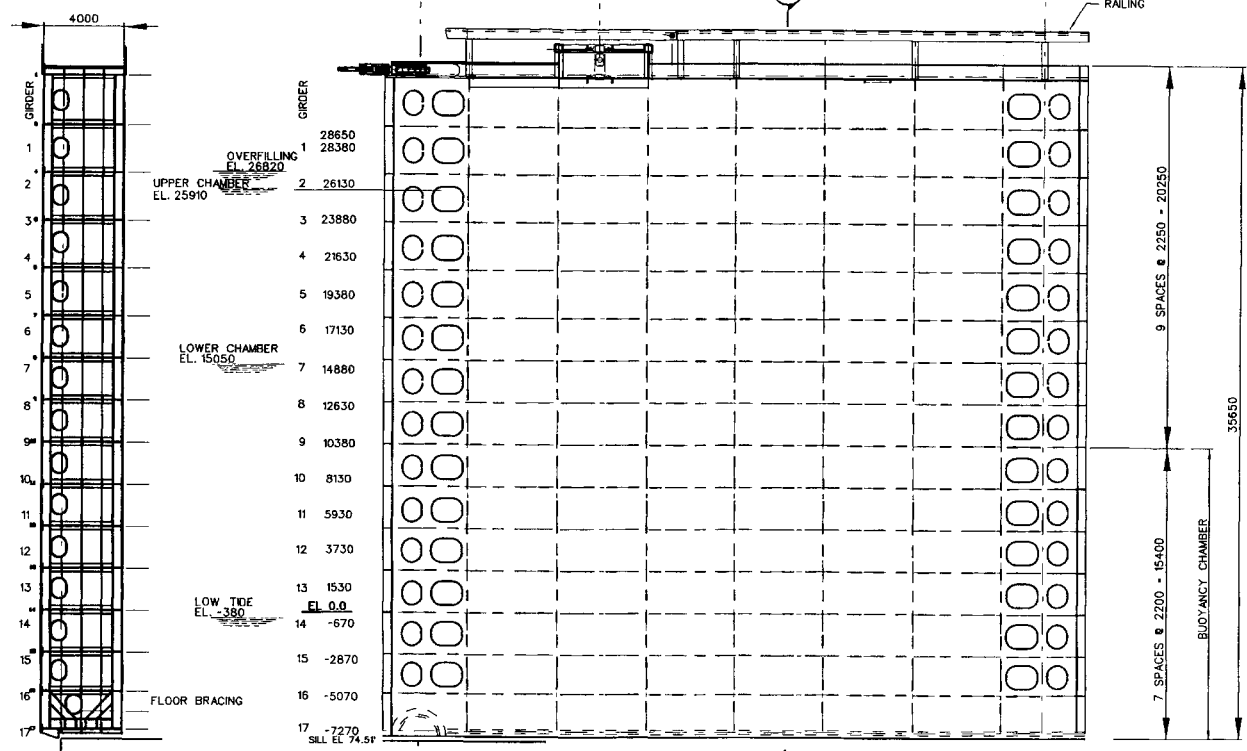 RAILING
4000
GIRDER
1
2
3
4
5
6
7
8
9
10
11
12
13
14
15
16
17
OVERFILLING
EL. 26820
UPPER CHAMBER
EL. 25910
LOWER CHAMBER
EL. 15050
LOW TIDE
EL. -380
FLOOR BRACING
GIRDER
28650
1 28380
2 26130
3 23880
4 21630
5 19380
6 17130
7 14880
8 12630
9 10380
10 8130
11 5930
12 3730
13 1530
EL 0.0
14 -670
15 -2870
16 -5070
17 -7270
SILL EL 74.51'
9 SPACES @ 2250 - 20250
7 SPACES @ 2200 - 15400
BUOYANCY CHAMBER
35650